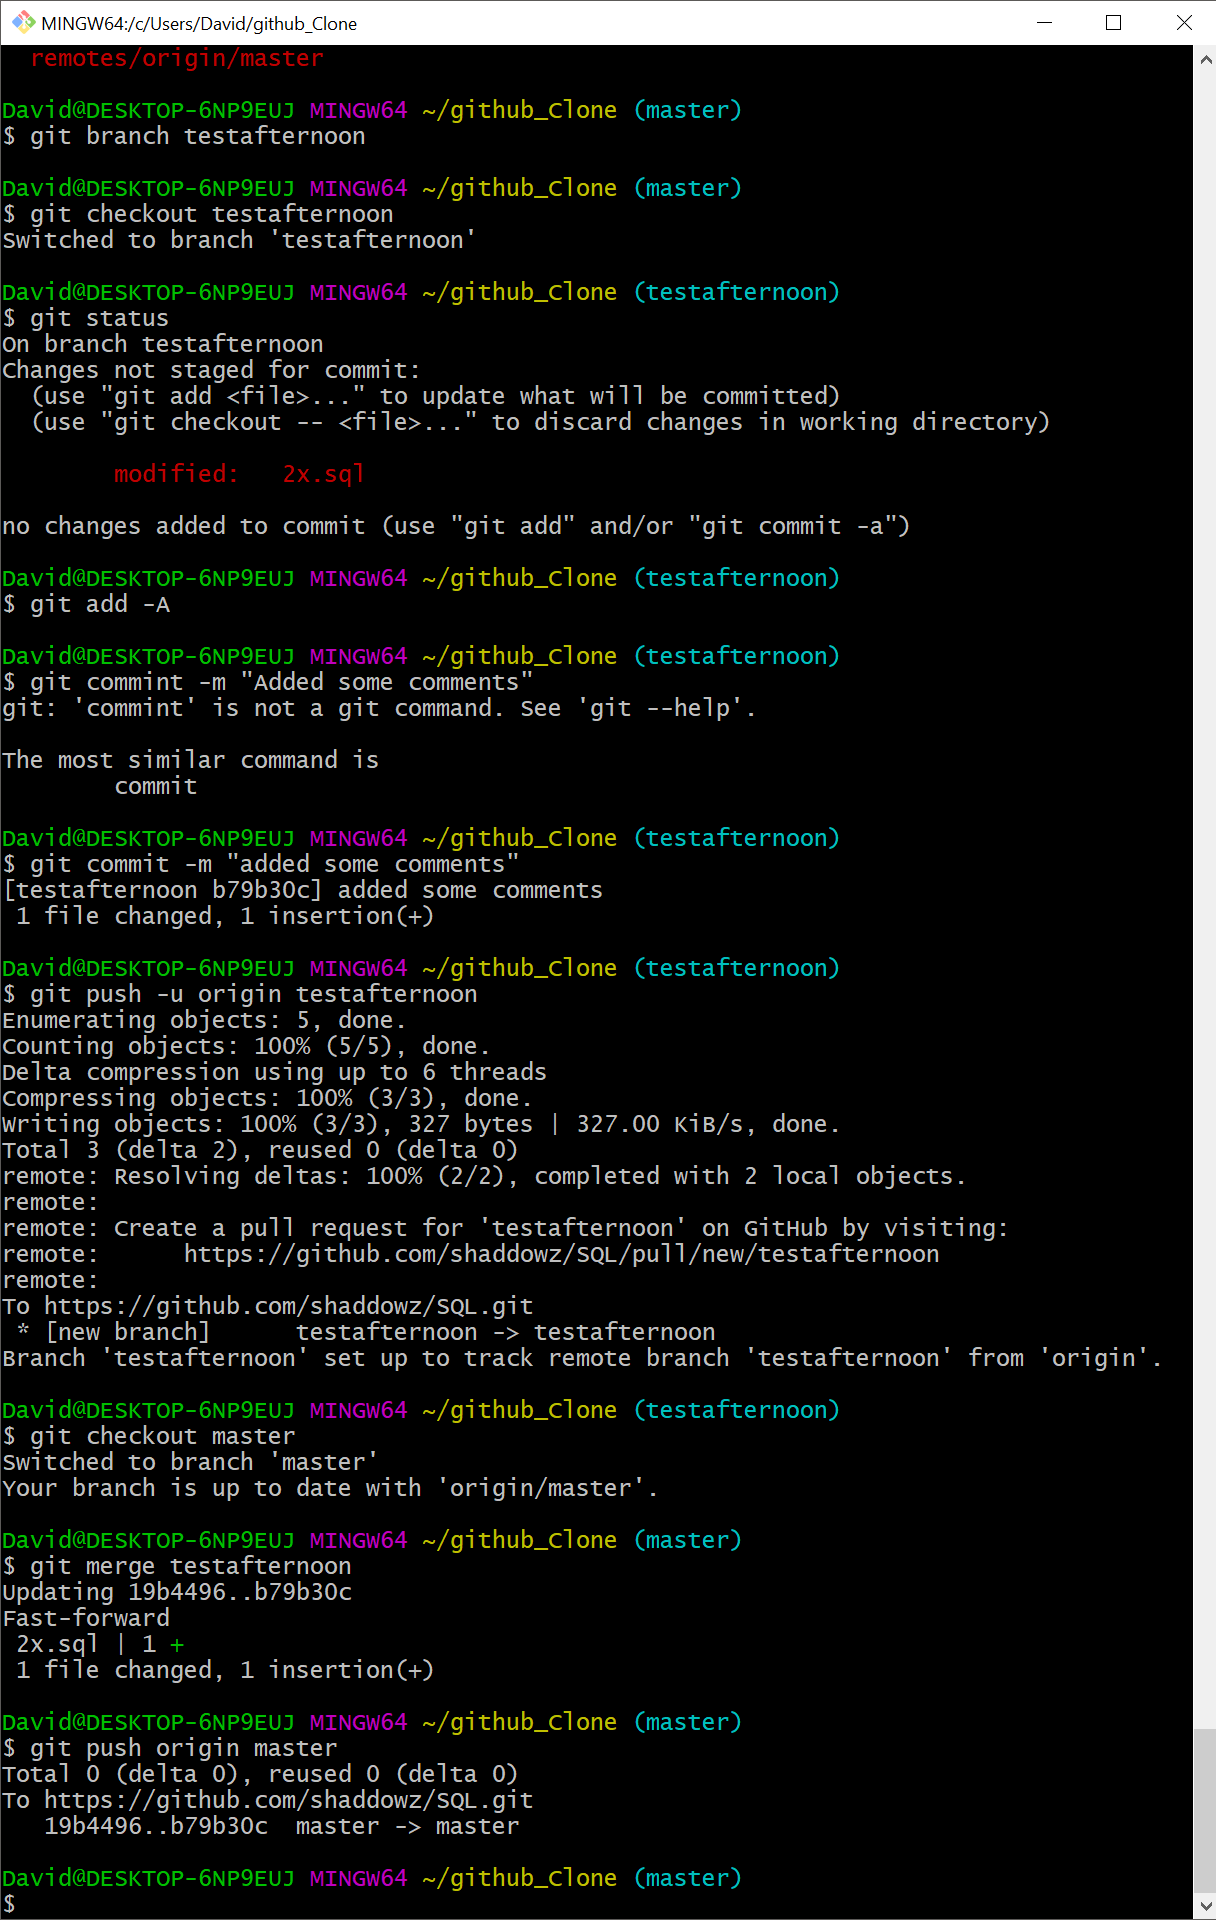 MINGW64:/c/Users/David/github_Clone
  remotes/origin/master
David@DESKTOP-6NP9EUJ MINGW64 ~/github_Clone (master)
$ git branch testafternoon
David@DESKTOP-6NP9EUJ MINGW64 ~/github_Clone (master)
$ git checkout testafternoon
Switched to branch 'testafternoon'
David@DESKTOP-6NP9EUJ MINGW64 ~/github_Clone (testafternoon)
$ git status
On branch testafternoon
Changes not staged for commit:
  (use "git add <file>..." to update what will be committed)
  (use "git checkout -- <file>..." to discard changes in working directory)
        modified:   2x.sql
no changes added to commit (use "git add" and/or "git commit -a")
David@DESKTOP-6NP9EUJ MINGW64 ~/github_Clone (testafternoon)
$ git add -A
David@DESKTOP-6NP9EUJ MINGW64 ~/github_Clone (testafternoon)
$ git commint -m "Added some comments"
git: 'commint' is not a git command. See 'git --help'.
The most similar command is
        commit
David@DESKTOP-6NP9EUJ MINGW64 ~/github_Clone (testafternoon)
$ git commit -m "added some comments"
[testafternoon b79b30c] added some comments
 1 file changed, 1 insertion(+)
David@DESKTOP-6NP9EUJ MINGW64 ~/github_Clone (testafternoon)
$ git push -u origin testafternoon
Enumerating objects: 5, done.
Counting objects: 100% (5/5), done.
Delta compression using up to 6 threads
Compressing objects: 100% (3/3), done.
Writing objects: 100% (3/3), 327 bytes | 327.00 KiB/s, done.
Total 3 (delta 2), reused 0 (delta 0)
remote: Resolving deltas: 100% (2/2), completed with 2 local objects.
remote:
remote: Create a pull request for 'testafternoon' on GitHub by visiting:
remote:      https://github.com/shaddowz/SQL/pull/new/testafternoon
remote:
To https://github.com/shaddowz/SQL.git
 * [new branch]      testafternoon -> testafternoon
Branch 'testafternoon' set up to track remote branch 'testafternoon' from 'origin'.
David@DESKTOP-6NP9EUJ MINGW64 ~/github_Clone (testafternoon)
$ git checkout master
Switched to branch 'master'
Your branch is up to date with 'origin/master'.
David@DESKTOP-6NP9EUJ MINGW64 ~/github_Clone (master)
$ git merge testafternoon
Updating 19b4496..b79b30c
Fast-forward
 2x.sql | 1 +
 1 file changed, 1 insertion(+)
David@DESKTOP-6NP9EUJ MINGW64 ~/github_Clone (master)
$ git push origin master
Total 0 (delta 0), reused 0 (delta 0)
To https://github.com/shaddowz/SQL.git
   19b4496..b79b30c  master -> master
David@DESKTOP-6NP9EUJ MINGW64 ~/github_Clone (master)
$